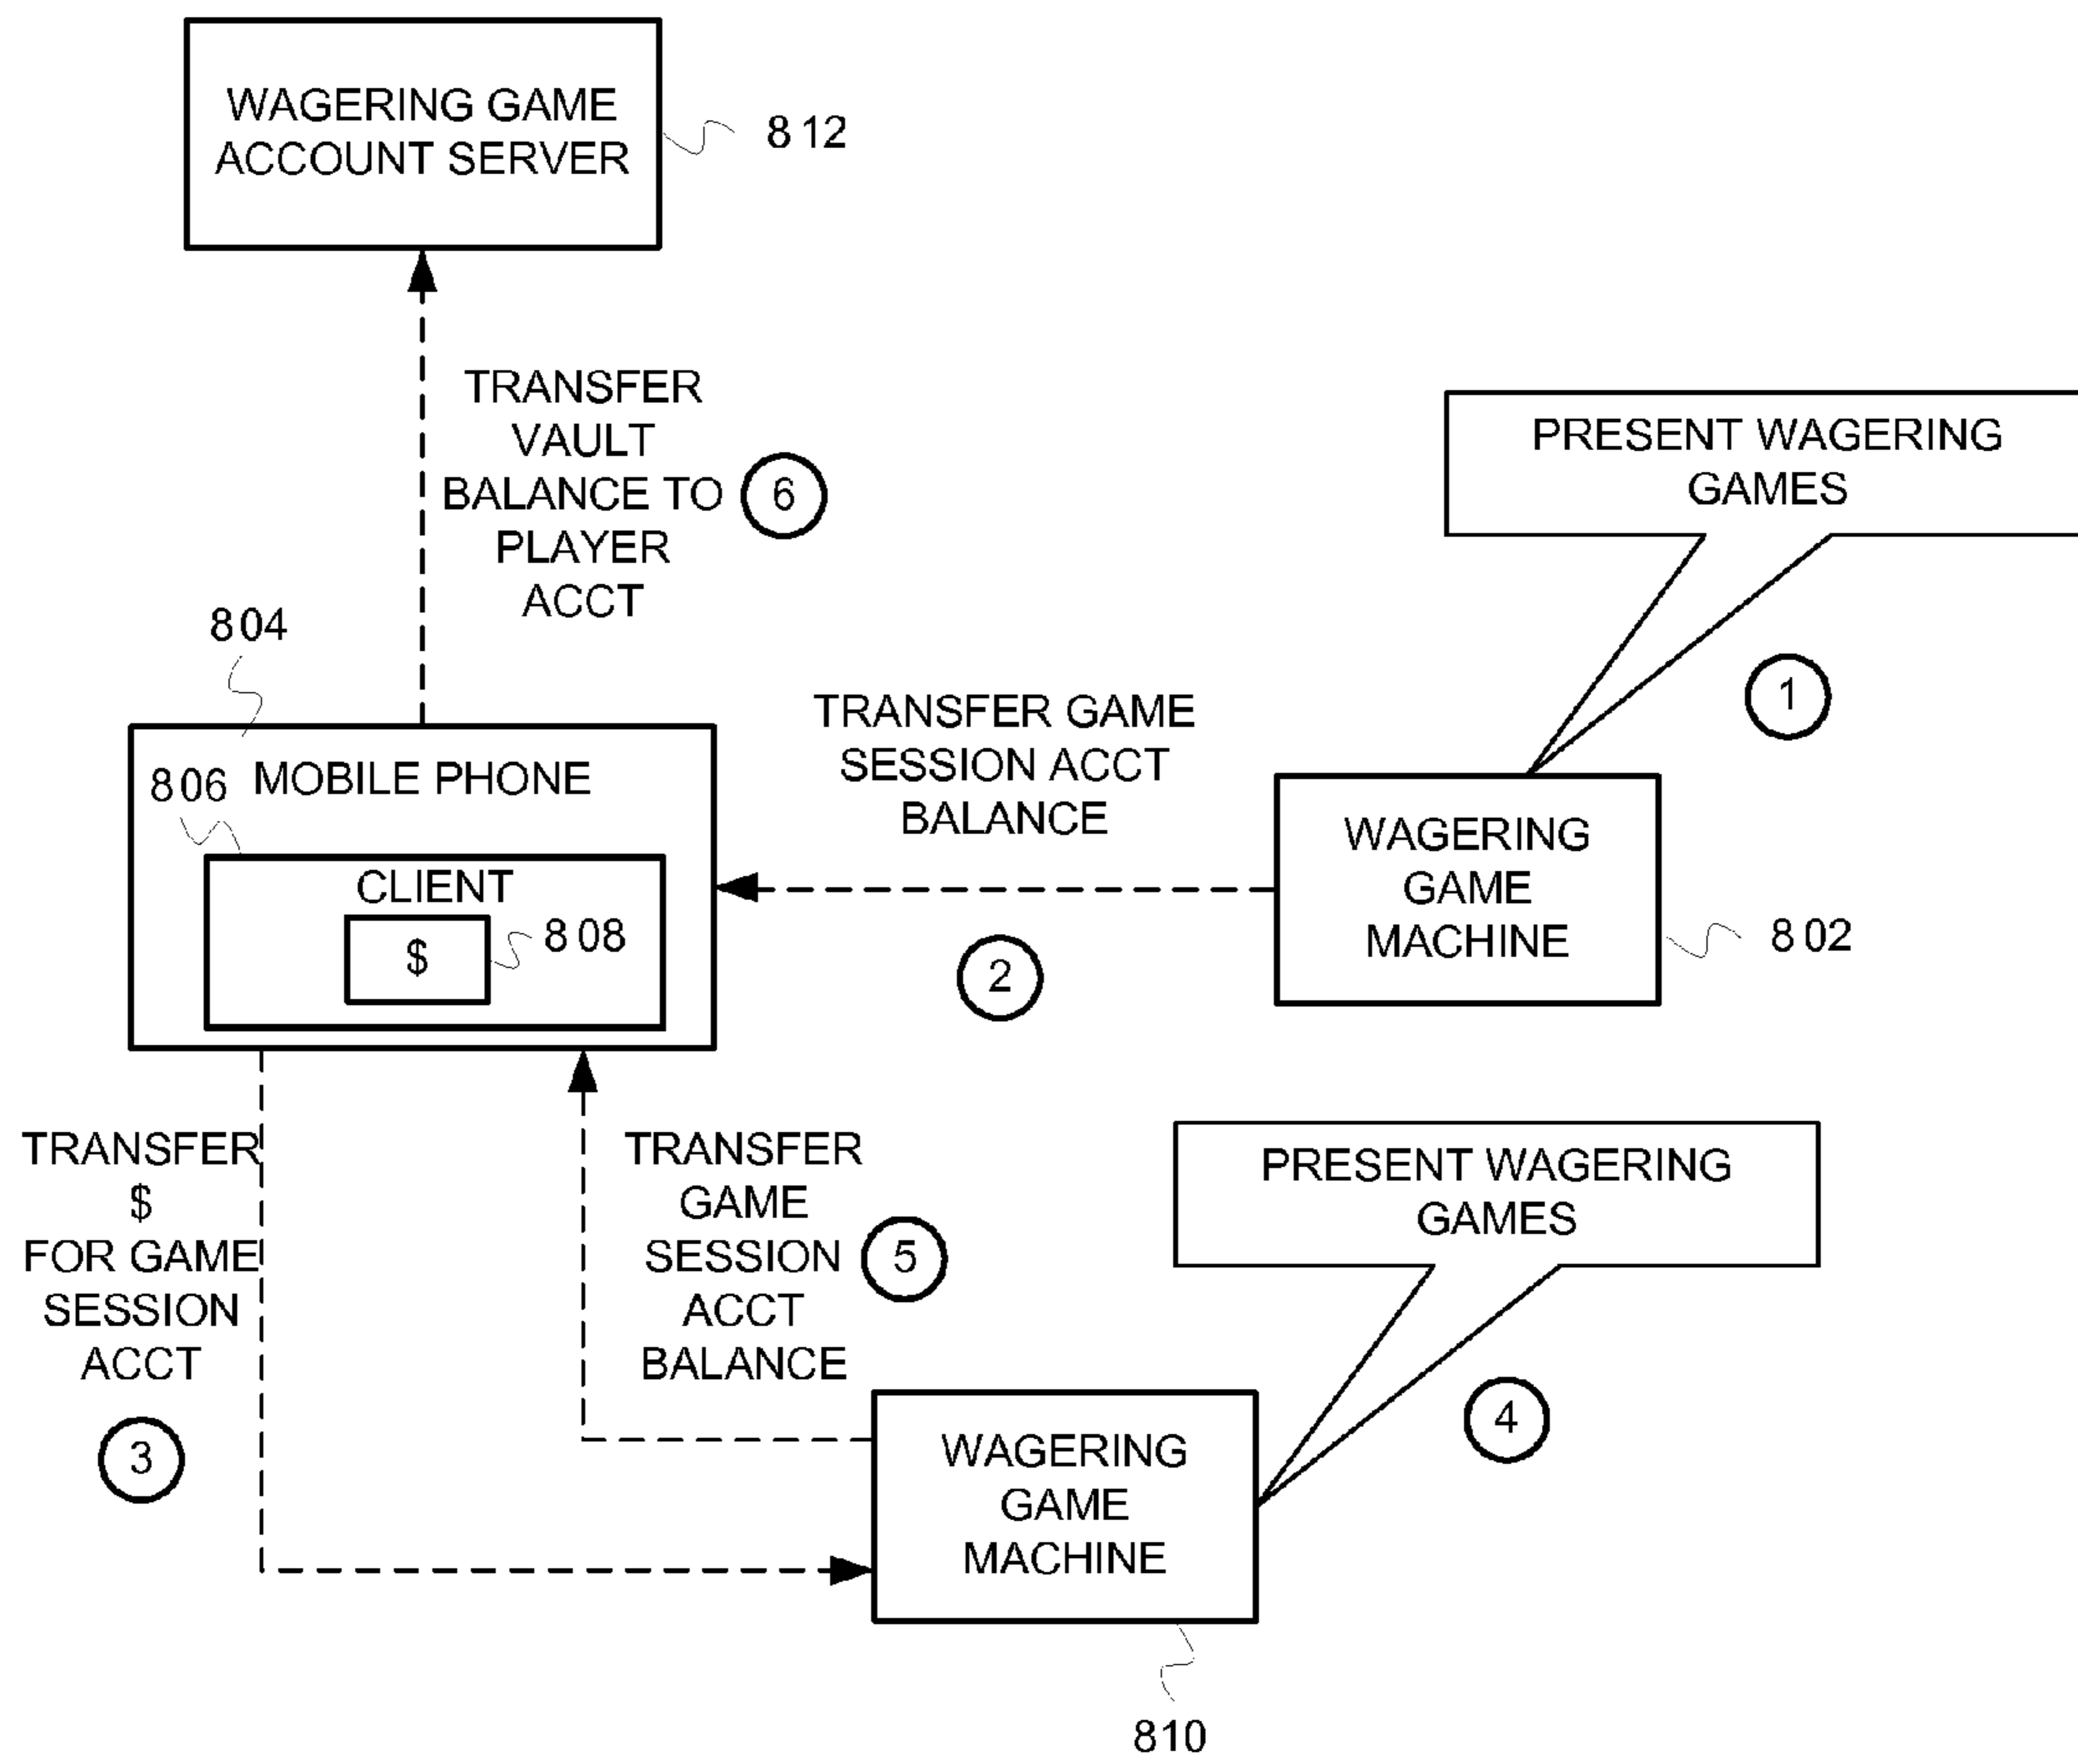 WAGERING GAME
ACCOUNT SERVER
812
TRANSFER
VAULT
BALANCE TO
PLAYER
ACCT
6
PRESENT WAGERING
GAMES
1
804
806
MOBILE PHONE
CLIENT
$
808
TRANSFER GAME
SESSION ACCT
BALANCE
2
WAGERING
GAME
MACHINE
802
TRANSFER
$
FOR GAME
SESSION
ACCT
3
TRANSFER
GAME
SESSION
ACCT
BALANCE
5
PRESENT WAGERING
GAMES
4
WAGERING
GAME
MACHINE
810